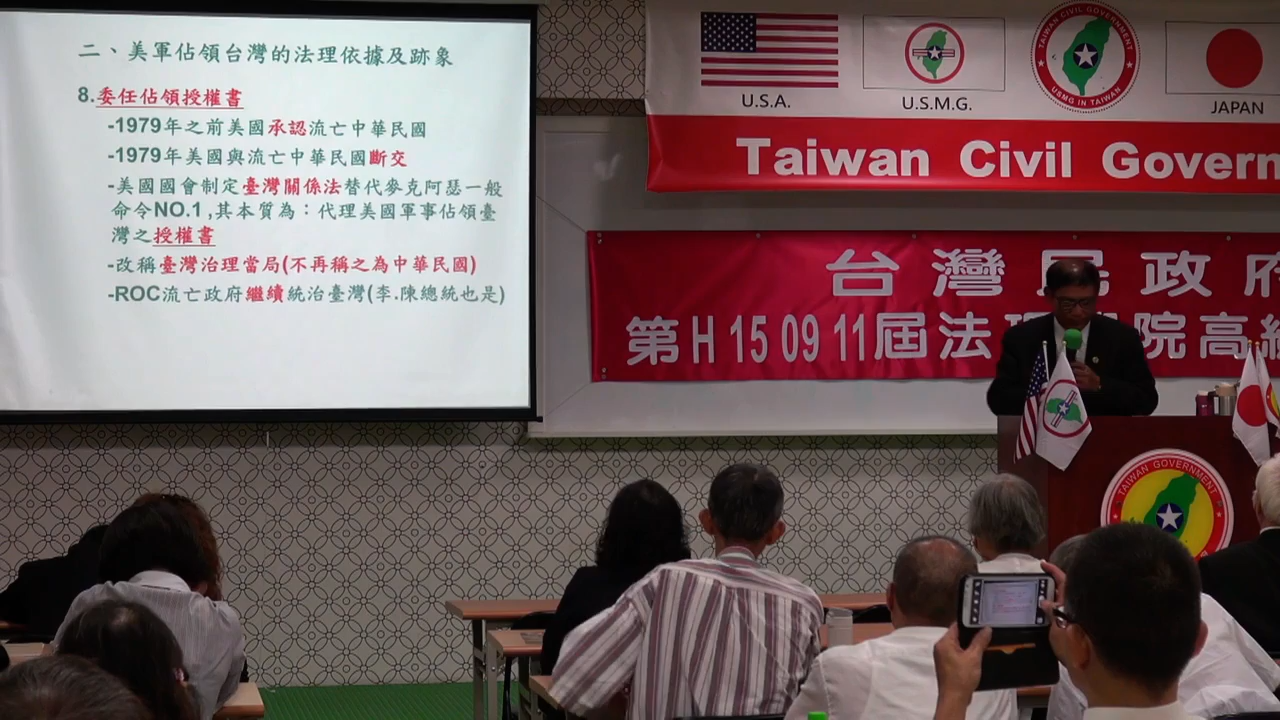 二、美軍佔領台灣的法理依據及跡象
8.委任佔領授權書
-1979年之前美國承認流亡中華民國
-1979年美國與流亡中華民國斷交
-美國國會制定臺灣關係法替代麥克阿瑟一般
命令NO.1 ,其本質為：代理美國軍事佔領臺
灣之授權書
-改稱臺灣治理當局(不再稱之為中華民國)
-ROC流亡政府繼續統治臺灣(李.陳總統也是)
U.S.A.
U.S.M.G.
TAIWAN CIVIL GOVERNMENT
USMG IN TAIWAN
JAPAN
Taiwan Civil Govern
台灣民政府
第H 15 09 11屆法理 院高級
TAIWAN GOVERNMENT